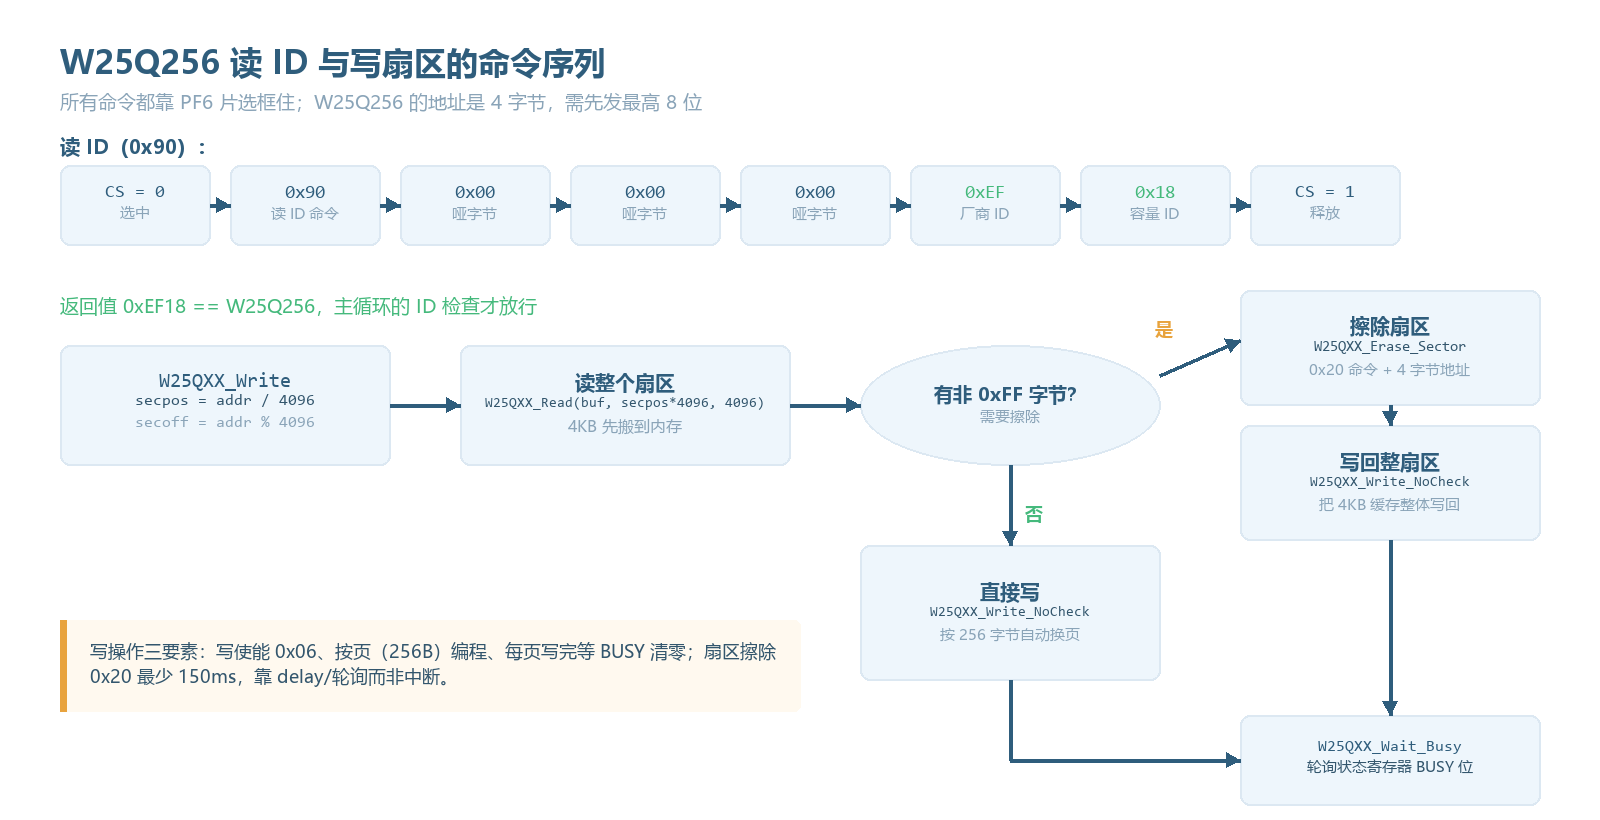 W25Q256 读 ID 与写扇区的命令序列
所有命令都靠 PF6 片选框住；W25Q256 的地址是 4 字节，需先发最高 8 位
读 ID（0x90）：
CS = 0
选中
0x90
读 ID 命令
0x00
哑字节
0x00
哑字节
0x00
哑字节
0xEF
厂商 ID
0x18
容量 ID
CS = 1
释放
返回值 0xEF18 == W25Q256，主循环的 ID 检查才放行
W25QXX_Write
secpos = addr / 4096
secoff = addr % 4096
读整个扇区
W25QXX_Read(buf, secpos*4096, 4096)
4KB 先搬到内存
有非 0xFF 字节?
需要擦除
是
擦除扇区
W25QXX_Erase_Sector
0x20 命令 + 4 字节地址
写回整扇区
W25QXX_Write_NoCheck
把 4KB 缓存整体写回
否
直接写
W25QXX_Write_NoCheck
按 256 字节自动换页
写操作三要素：写使能 0x06、按页（256B）编程、每页写完等 BUSY 清零；扇区擦除
0x20 最少 150ms，靠 delay/轮询而非中断。
W25QXX_Wait_Busy
轮询状态寄存器 BUSY 位